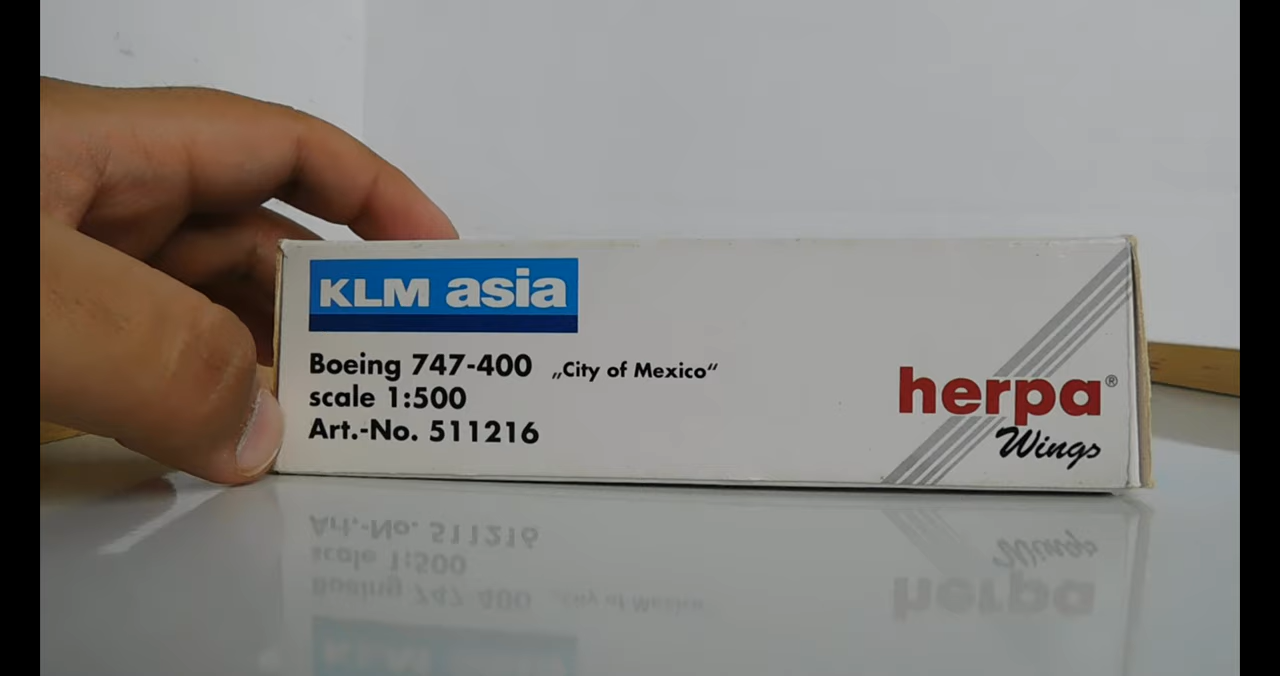 KLM asia
Boeing 747-400 „City of Mexico“
scale 1:500
Art.-No. 511216
herpa®
Wings